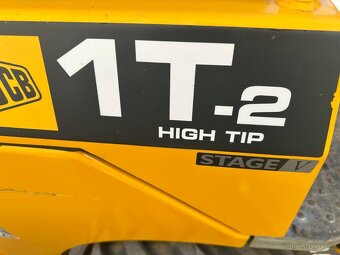 JCB
1T-2
HIGH TIP
STAGE V